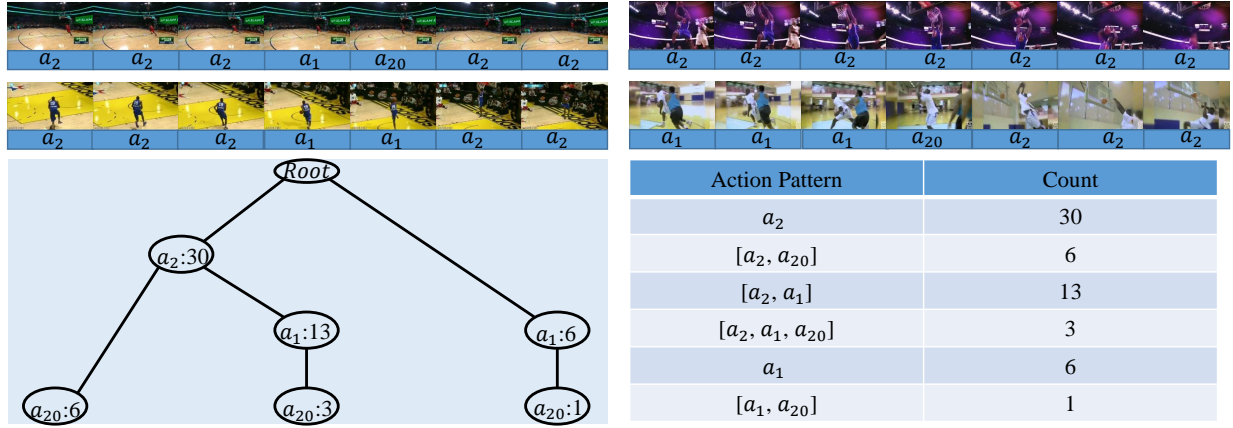 a₂ a₂ a₂ a₁ a₂₀ a₂ a₂
a₂ a₂ a₂ a₂ a₂ a₂ a₂
a₂ a₂ a₂ a₁ a₁ a₂ a₂
a₁ a₁ a₁ a₂₀ a₂ a₂ a₂
Root
a₂:30
a₁:13
a₁:6
a₂₀:6
a₂₀:3
a₂₀:1
Action Pattern Count
a₂ 30
[a₂, a₂₀] 6
[a₂, a₁] 13
[a₂, a₁, a₂₀] 3
a₁ 6
[a₁, a₂₀] 1